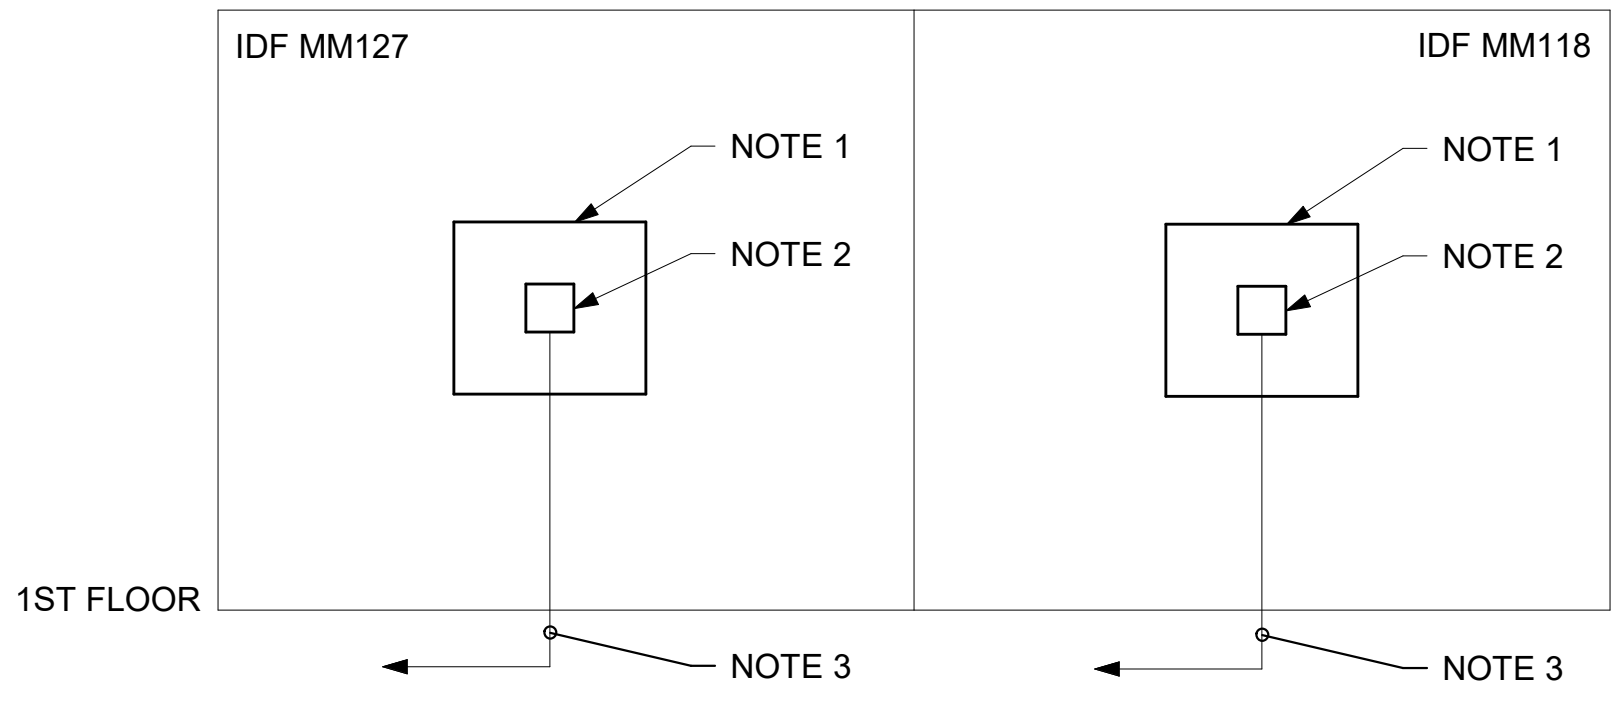 IDF MM127
IDF MM118
NOTE 1
NOTE 1
NOTE 2
NOTE 2
1ST FLOOR
NOTE 3
NOTE 3